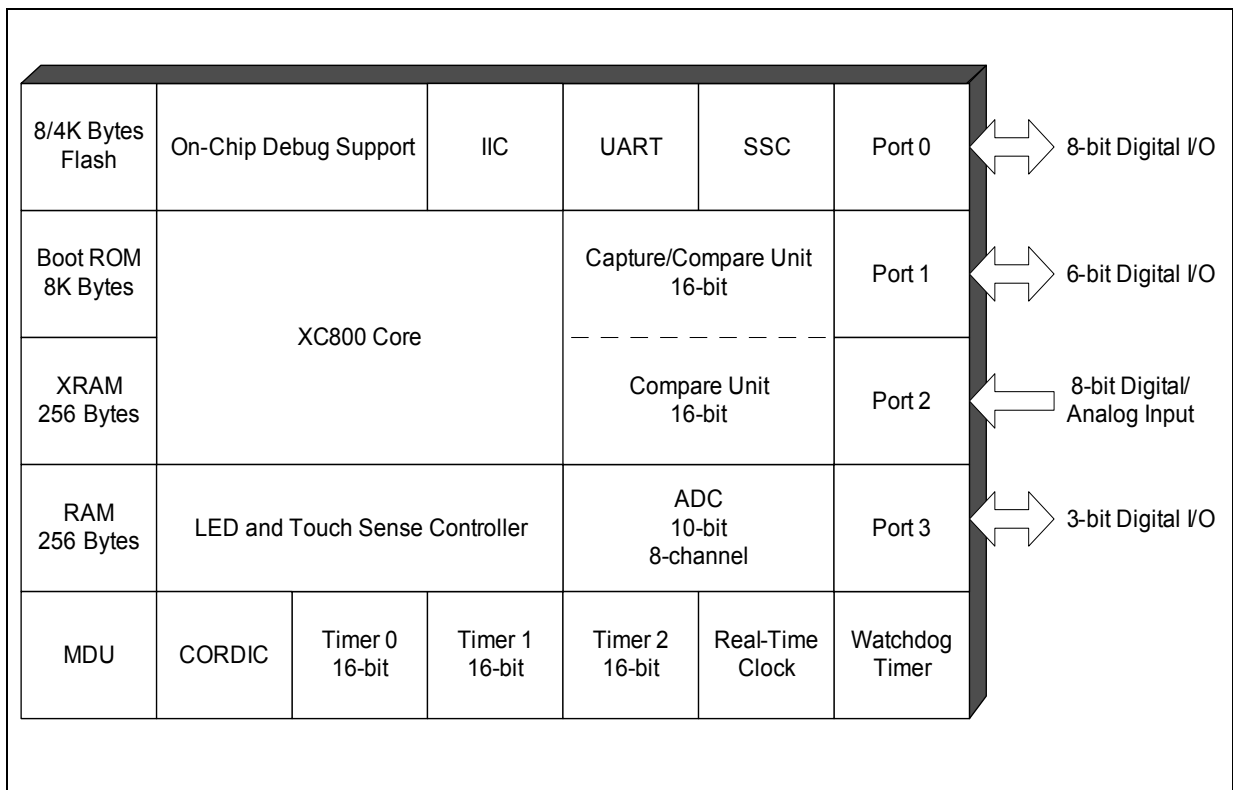 8/4K Bytes
Flash
On-Chip Debug Support
IIC
UART
SSC
Port 0
8-bit Digital I/O
Boot ROM
8K Bytes
XC800 Core
Capture/Compare Unit
16-bit
Port 1
6-bit Digital I/O
XRAM
256 Bytes
Compare Unit
16-bit
Port 2
8-bit Digital/
Analog Input
RAM
256 Bytes
LED and Touch Sense Controller
ADC
10-bit
8-channel
Port 3
3-bit Digital I/O
MDU
CORDIC
Timer 0
16-bit
Timer 1
16-bit
Timer 2
16-bit
Real-Time
Clock
Watchdog
Timer